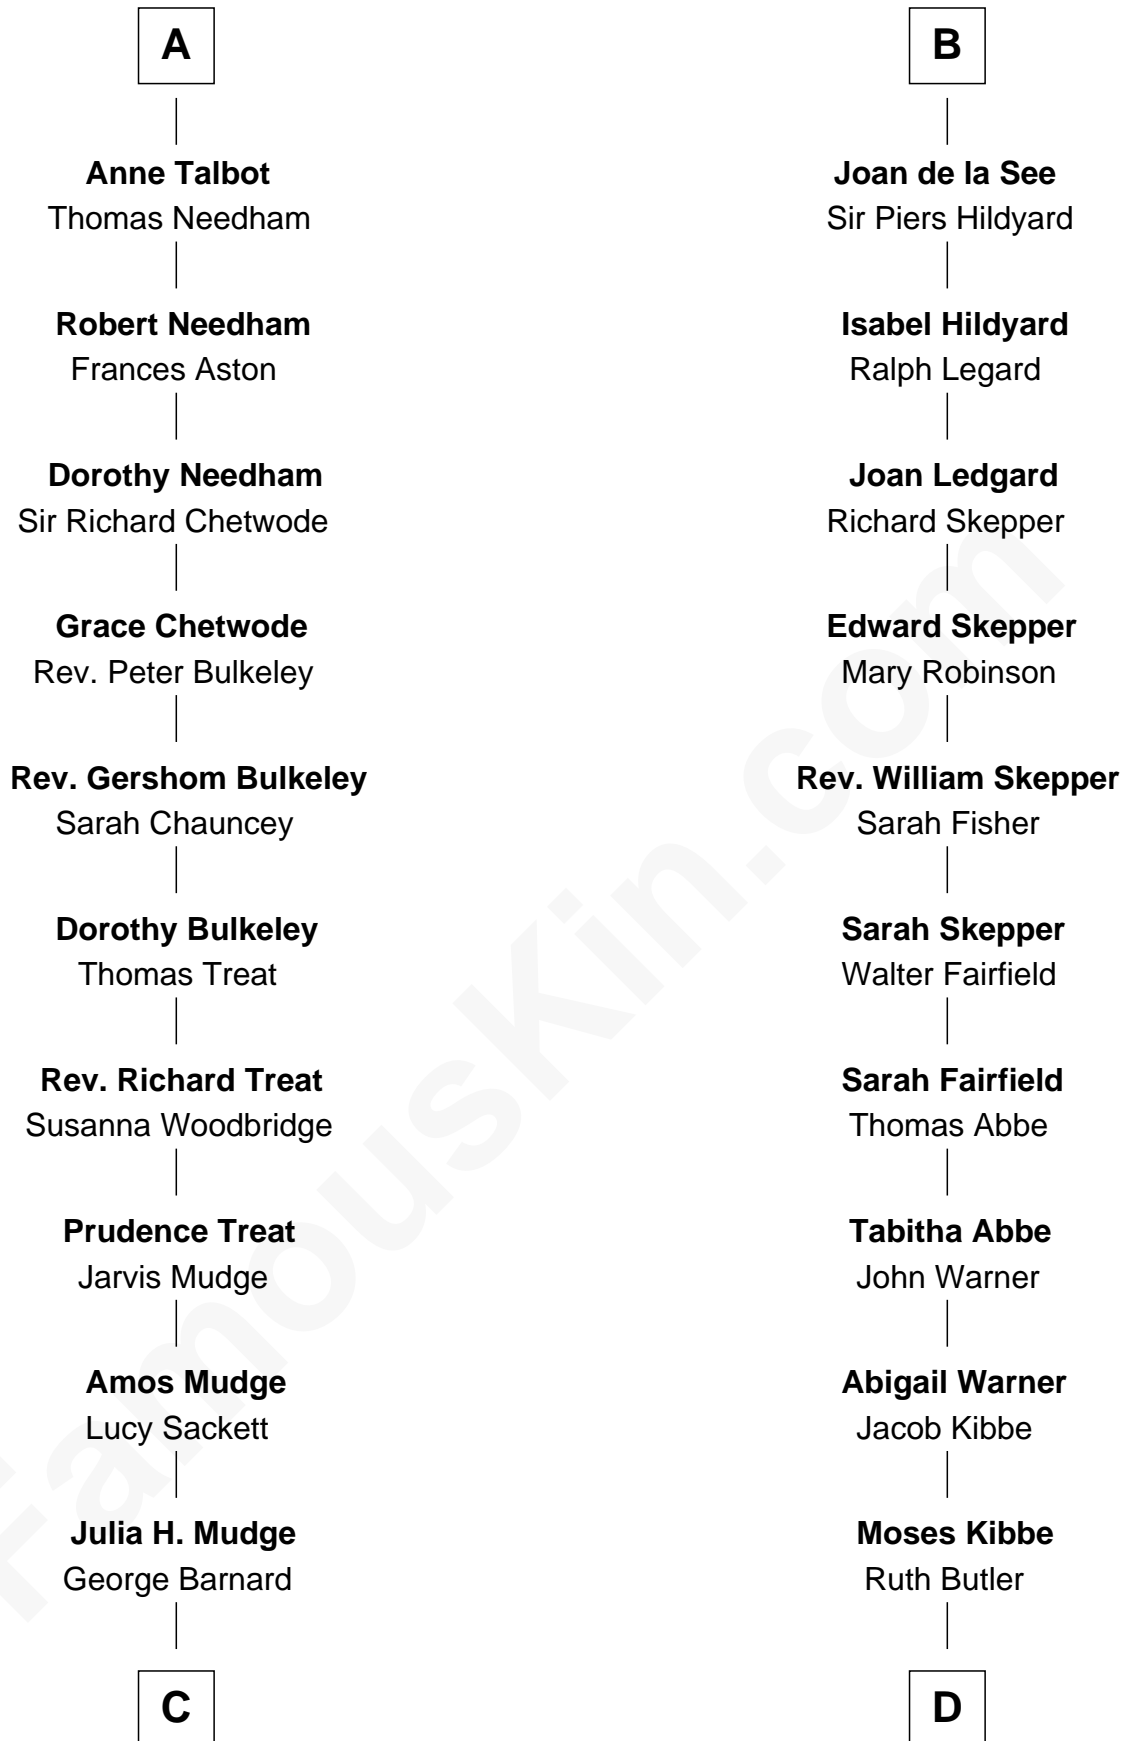 A
Anne Talbot
Thomas Needham
Robert Needham
Frances Aston
Dorothy Needham
Sir Richard Chetwode
Grace Chetwode
Rev. Peter Bulkeley
Rev. Gershom Bulkeley
Sarah Chauncey
Dorothy Bulkeley
Thomas Treat
Rev. Richard Treat
Susanna Woodbridge
Prudence Treat
Jarvis Mudge
Amos Mudge
Lucy Sackett
Julia H. Mudge
George Barnard
C
B
Joan de la See
Sir Piers Hildyard
Isabel Hildyard
Ralph Legard
Joan Ledgard
Richard Skepper
Edward Skepper
Mary Robinson
Rev. William Skepper
Sarah Fisher
Sarah Skepper
Walter Fairfield
Sarah Fairfield
Thomas Abbe
Tabitha Abbe
John Warner
Abigail Warner
Jacob Kibbe
Moses Kibbe
Ruth Butler
D
FamousKin.com